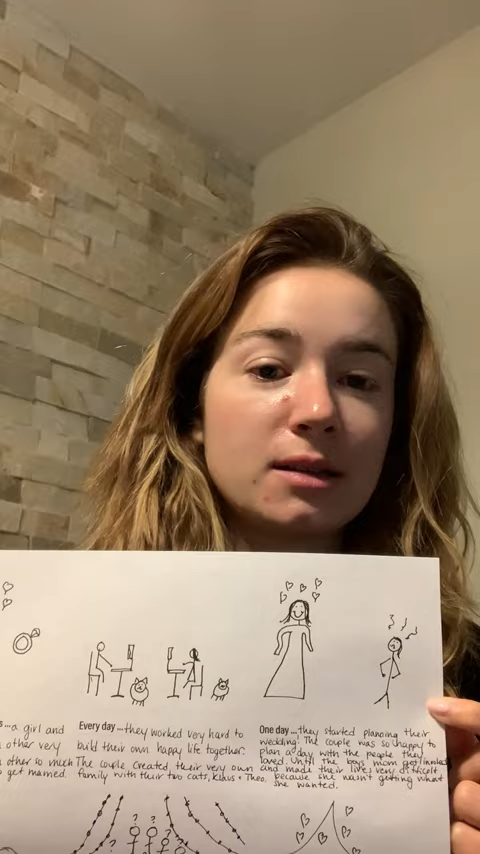 s...a girl and
other very
other so much
get married.
Every day...they worked very hard to
build their own happy life together.
The couple created their very own
family with their two cats, Klaus + Theo.
One day...they started planning their
wedding! The couple was so happy to
plan a day with the people they
loved. Until the boys mom got involved
and made their lives very difficult
because she wasn't getting what
she wanted.
? ? ? ?